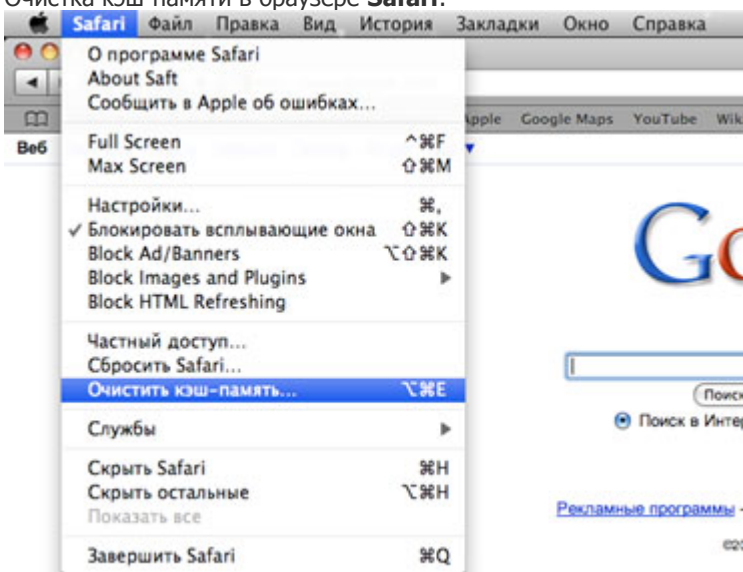 Очистка кэш-памяти в браузере Safari:
Safari Файл Правка Вид История Закладки Окно Справка
О программе Safari
About Saft
Сообщить в Apple об ошибках...
Apple Google Maps YouTube Wik
Веб
Full Screen ^⌘F
Max Screen ⇧⌘M
Настройки... ⌘,
✓ Блокировать всплывающие окна ⇧⌘K
Block Ad/Banners ⌥⇧⌘K
Block Images and Plugins ▶
Block HTML Refreshing
Go
Частный доступ...
Сбросить Safari...
Очистить кэш-память... ⌥⌘E
Поиск
Службы ▶
Поиск в Интер
Скрыть Safari ⌘H
Скрыть остальные ⌥⌘H
Показать все
Рекламные программы -
Завершить Safari ⌘Q